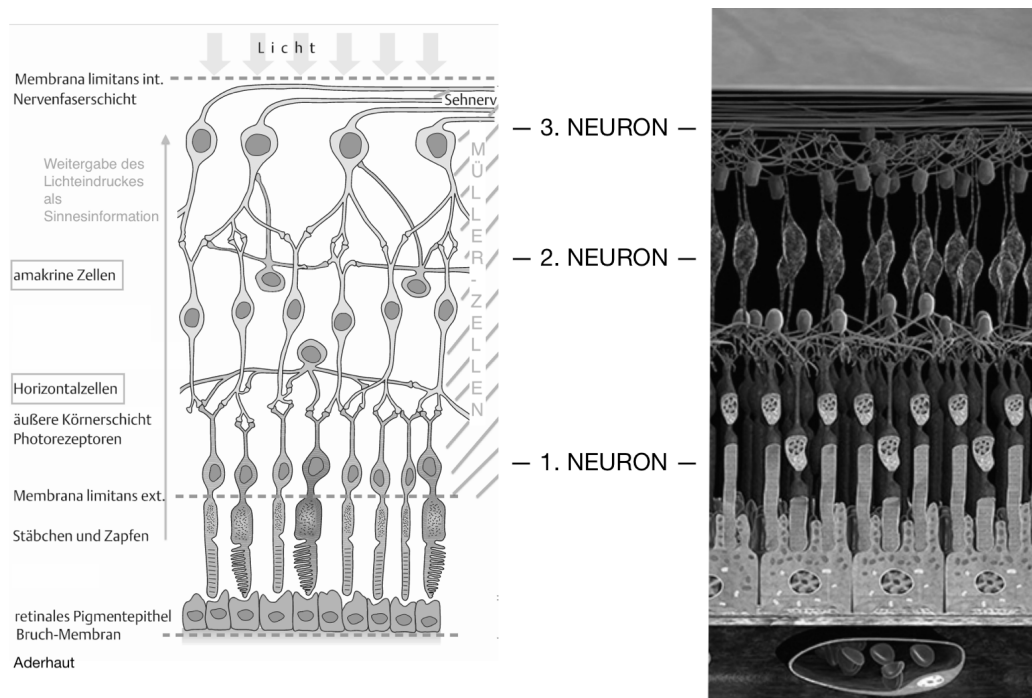 Licht
Membrana limitans int.
Nervenfaserschicht
Sehnerv
— 3. NEURON —
Weitergabe des
Lichteindruckes
als
Sinnesinformation
MÜLLER-ZELLEN
— 2. NEURON —
amakrine Zellen
Horizontalzellen
äußere Körnerschicht
Photorezeptoren
— 1. NEURON —
Membrana limitans ext.
Stäbchen und Zapfen
retinales Pigmentepithel
Bruch-Membran
Aderhaut